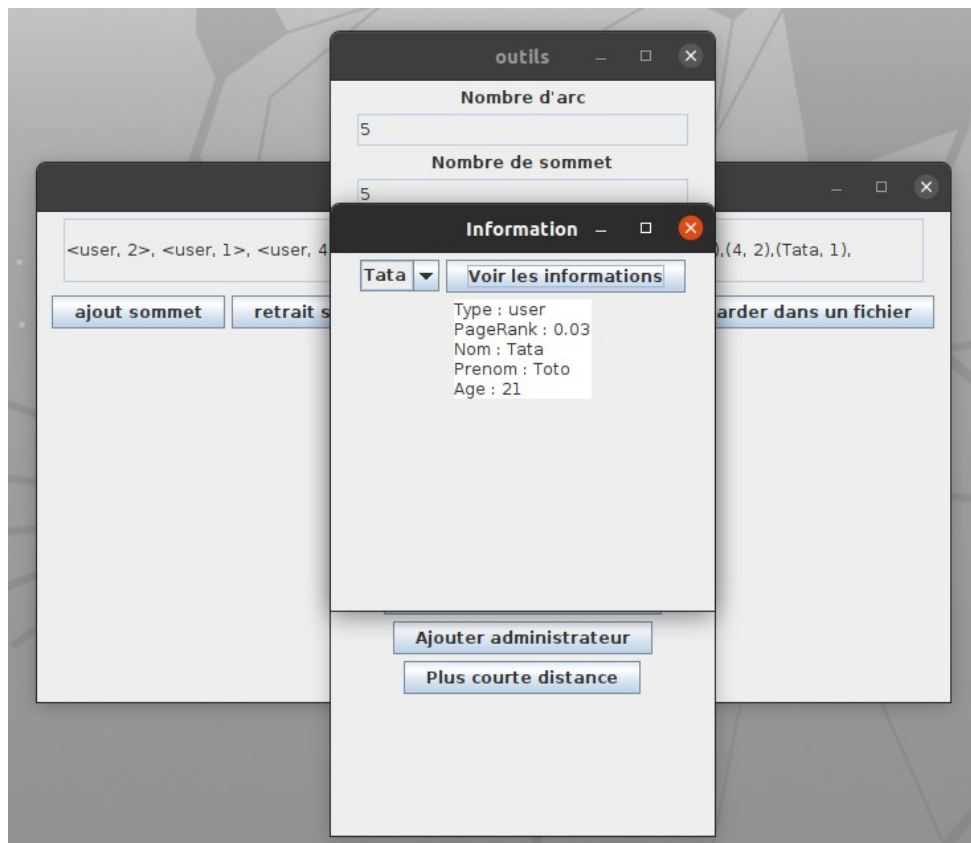 outils
Nombre d'arc
5
Nombre de sommet
5
<user, 2>, <user, 1>, <user, 4
),(4, 2),(Tata, 1),
ajout sommet
retrait s
arder dans un fichier
Information
Tata
Voir les informations
Type : user
PageRank : 0.03
Nom : Tata
Prenom : Toto
Age : 21
Ajouter administrateur
Plus courte distance